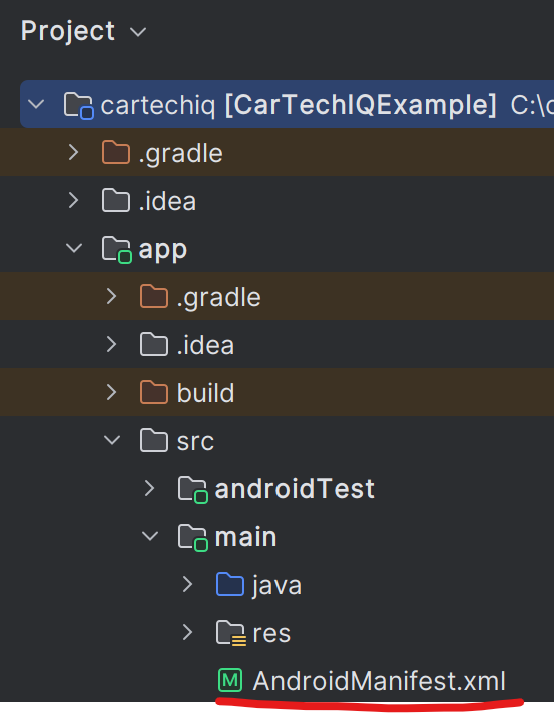 Project
cartechiq [CarTechIQExample] C:\
.gradle
.idea
app
.gradle
.idea
build
src
androidTest
main
java
res
M AndroidManifest.xml